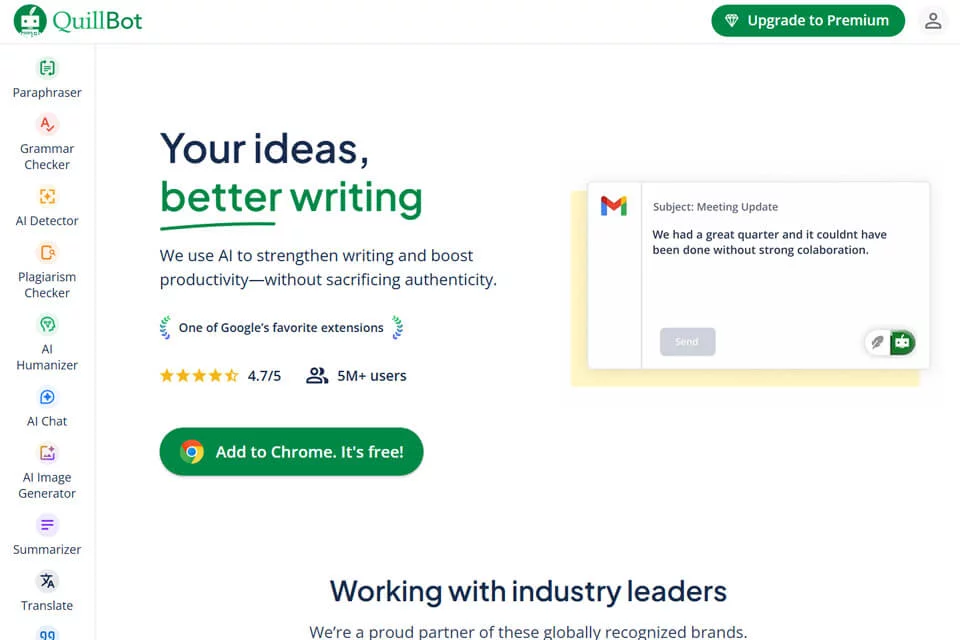 QuillBot
Upgrade to Premium
Paraphraser
Grammar
Checker
AI Detector
Plagiarism
Checker
AI
Humanizer
AI Chat
AI Image
Generator
Summarizer
Translate
Your ideas,
better writing
We use AI to strengthen writing and boost
productivity—without sacrificing authenticity.
One of Google's favorite extensions
4.7/5 5M+ users
Add to Chrome. It's free!
Subject: Meeting Update
We had a great quarter and it couldnt have
been done without strong colaboration.
Send
Working with industry leaders
We're a proud partner of these globally recognized brands.